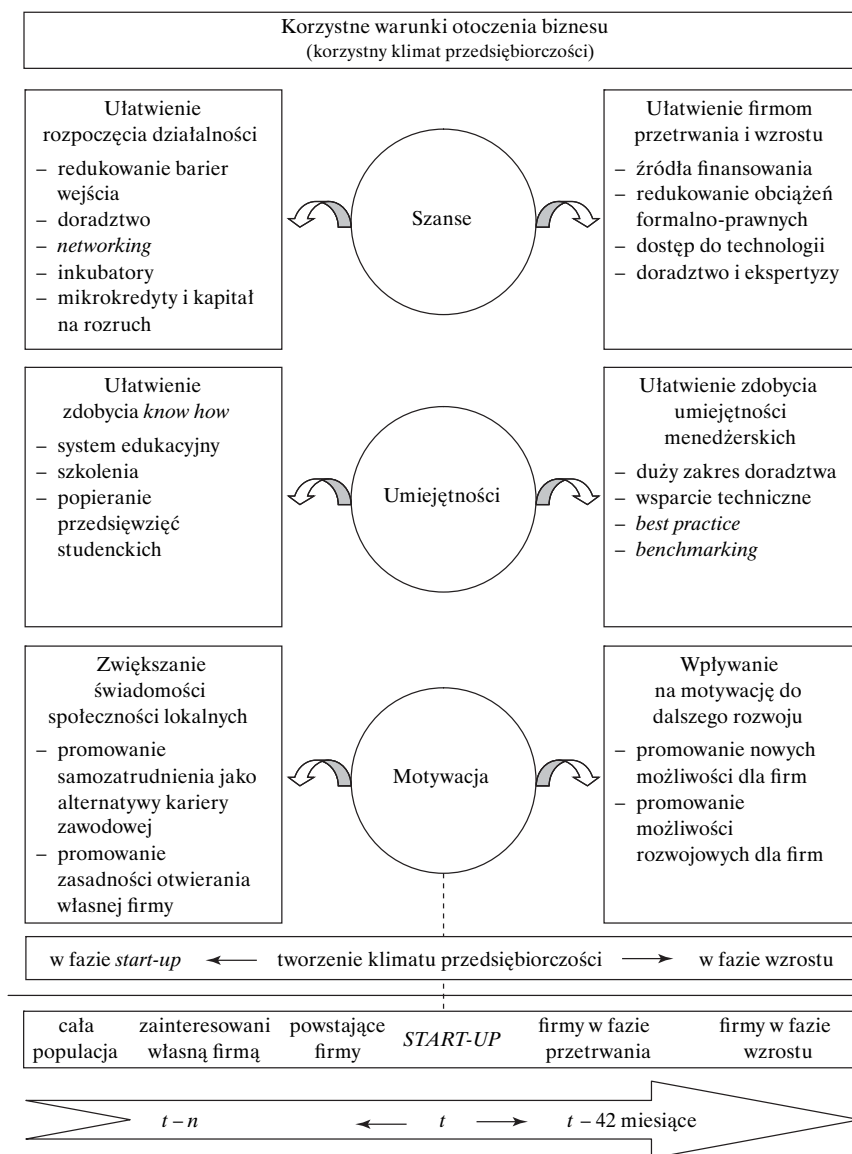 Korzystne warunki otoczenia biznesu
(korzystny klimat przedsiębiorczości)
Ułatwienie
rozpoczęcia działalności
– redukowanie barier
wejścia
– doradztwo
– networking
– inkubatory
– mikrokredyty i kapitał
na rozruch
Szanse
Ułatwienie firmom
przetrwania i wzrostu
– źródła finansowania
– redukowanie obciążeń
formalno-prawnych
– dostęp do technologii
– doradztwo i ekspertyzy
Ułatwienie
zdobycia know how
– system edukacyjny
– szkolenia
– popieranie
przedsięwzięć
studenckich
Umiejętności
Ułatwienie zdobycia
umiejętności
menedżerskich
– duży zakres doradztwa
– wsparcie techniczne
– best practice
– benchmarking
Zwiększanie
świadomości
społeczności lokalnych
– promowanie
samozatrudnienia jako
alternatywy kariery
zawodowej
– promowanie
zasadności otwierania
własnej firmy
Motywacja
Wpływanie
na motywację do
dalszego rozwoju
– promowanie nowych
możliwości dla firm
– promowanie
możliwości
rozwojowych dla firm
w fazie start-up tworzenie klimatu przedsiębiorczości w fazie wzrostu
cała
populacja
zainteresowani
własną firmą
powstające
firmy
START-UP
firmy w fazie
przetrwania
firmy w fazie
wzrostu
t – n t t – 42 miesiące